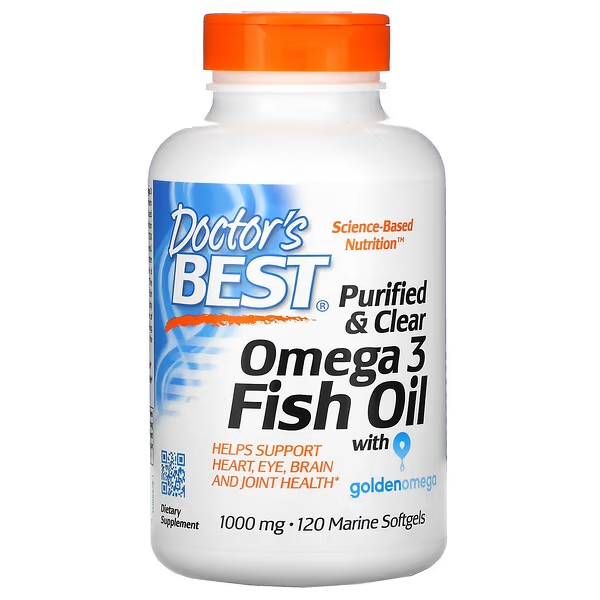 Doctor's
BEST®
Science-Based
Nutrition™
Purified
& Clear
Omega 3
Fish Oil
with
goldenomega
HELPS SUPPORT
HEART, EYE, BRAIN
AND JOINT HEALTH*
Dietary
Supplement
1000 mg • 120 Marine Softgels